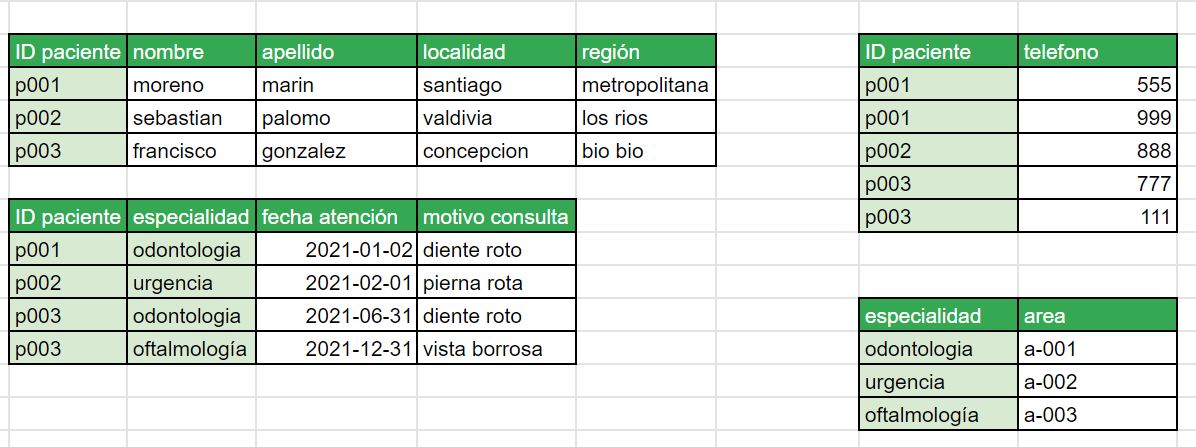 ID paciente nombre apellido localidad región
p001 moreno marin santiago metropolitana
p002 sebastian palomo valdivia los rios
p003 francisco gonzalez concepcion bio bio
ID paciente especialidad fecha atención motivo consulta
p001 odontologia 2021-01-02 diente roto
p002 urgencia 2021-02-01 pierna rota
p003 odontologia 2021-06-31 diente roto
p003 oftalmología 2021-12-31 vista borrosa
ID paciente telefono
p001 555
p001 999
p002 888
p003 777
p003 111
especialidad area
odontologia a-001
urgencia a-002
oftalmología a-003